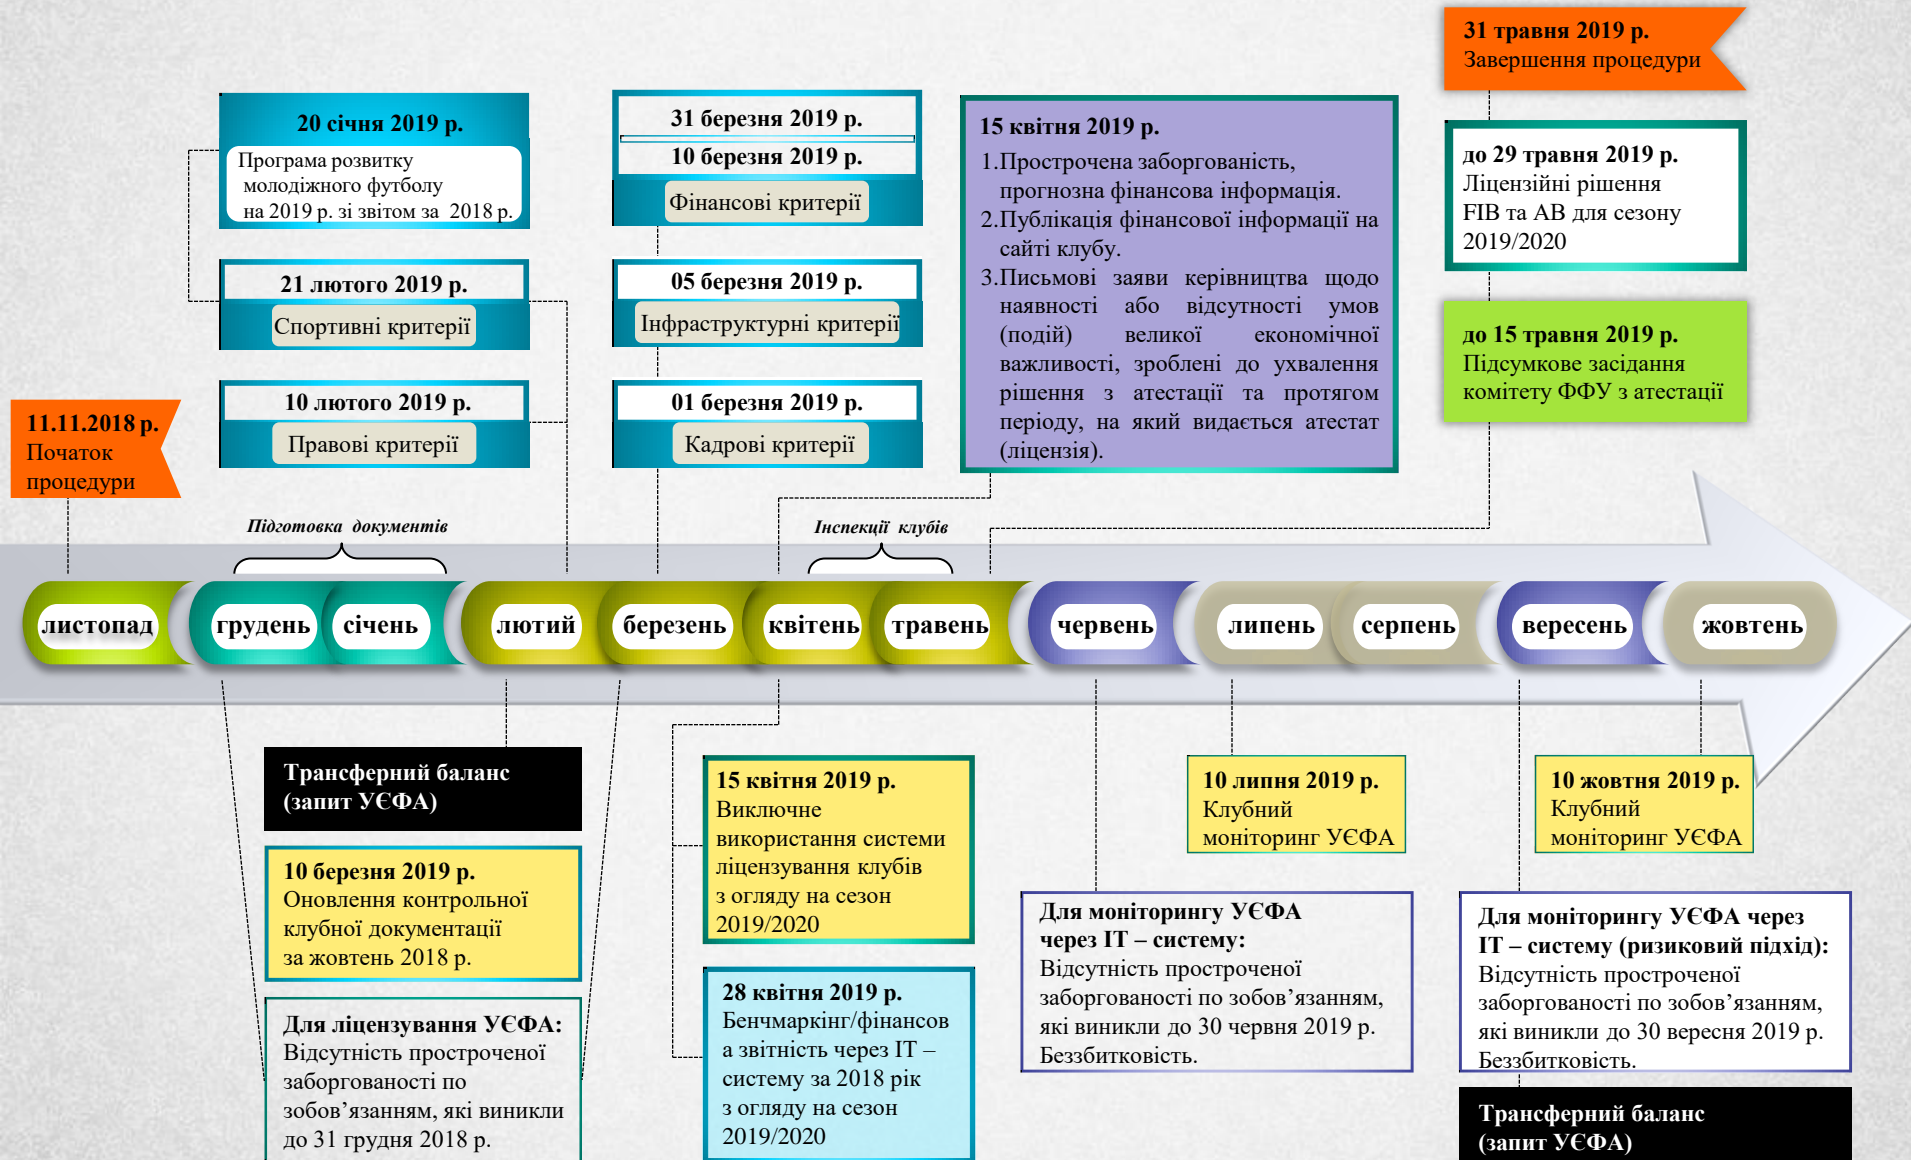 31 травня 2019 р.
Завершення процедури
20 січня 2019 р.
Програма розвитку
молодіжного футболу
на 2019 р. зі звітом за 2018 р.
21 лютого 2019 р.
Спортивні критерії
10 лютого 2019 р.
Правові критерії
31 березня 2019 р.
10 березня 2019 р.
Фінансові критерії
05 березня 2019 р.
Інфраструктурні критерії
01 березня 2019 р.
Кадрові критерії
15 квітня 2019 р.
1.Прострочена заборгованість,
прогнозна фінансова інформація.
2.Публікація фінансової інформації на
сайті клубу.
3.Письмові заяви керівництва щодо
наявності або відсутності умов
(подій) великої економічної
важливості, зроблені до ухвалення
рішення з атестації та протягом
періоду, на який видається атестат
(ліцензія).
до 29 травня 2019 р.
Ліцензійні рішення
FIB та АВ для сезону
2019/2020
до 15 травня 2019 р.
Підсумкове засідання
комітету ФФУ з атестації
11.11.2018 р.
Початок
процедури
Підготовка документів
Інспекції клубів
листопад
грудень
січень
лютий
березень
квітень
травень
червень
липень
серпень
вересень
жовтень
Трансферний баланс
(запит УЄФА)
10 березня 2019 р.
Оновлення контрольної
клубної документації
за жовтень 2018 р.
Для ліцензування УЄФА:
Відсутність простроченої
заборгованості по
зобов’язанням, які виникли
до 31 грудня 2018 р.
15 квітня 2019 р.
Виключне
використання системи
ліцензування клубів
з огляду на сезон
2019/2020
28 квітня 2019 р.
Бенчмаркінг/фінансов
а звітність через ІТ –
систему за 2018 рік
з огляду на сезон
2019/2020
10 липня 2019 р.
Клубний
моніторинг УЄФА
Для моніторингу УЄФА
через ІТ – систему:
Відсутність простроченої
заборгованості по зобов’язанням,
які виникли до 30 червня 2019 р.
Беззбитковість.
10 жовтня 2019 р.
Клубний
моніторинг УЄФА
Для моніторингу УЄФА через
ІТ – систему (ризиковий підхід):
Відсутність простроченої
заборгованості по зобов’язанням,
які виникли до 30 вересня 2019 р.
Беззбитковість.
Трансферний баланс
(запит УЄФА)